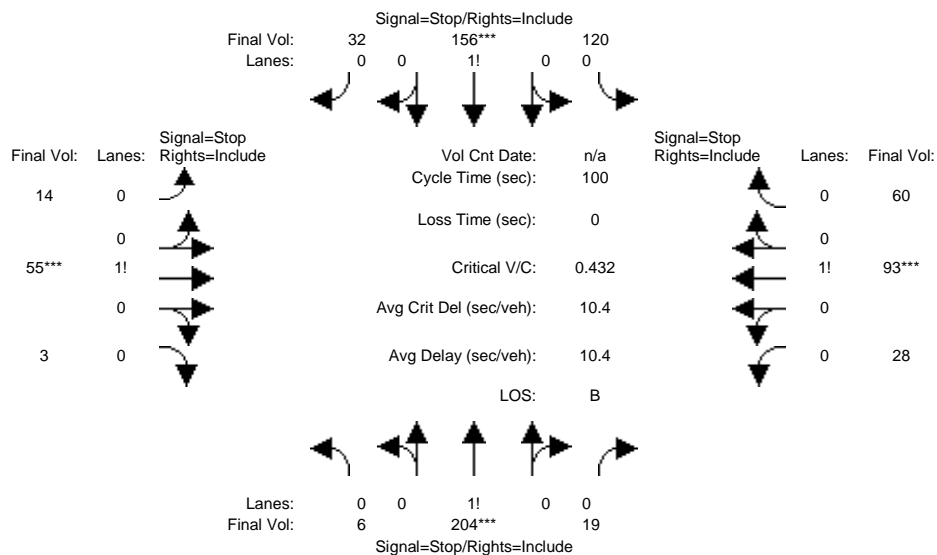 Signal=Stop/Rights=Include
Final Vol: 32 156*** 120
Lanes: 0 0 1! 0 0
Signal=Stop
Final Vol: Lanes: Rights=Include
Vol Cnt Date: n/a
Signal=Stop
Rights=Include Lanes: Final Vol:
Cycle Time (sec): 100
14 0
0 60
Loss Time (sec): 0
0
0
55*** 1!
Critical V/C: 0.432
1! 93***
0
Avg Crit Del (sec/veh): 10.4
0
3 0
Avg Delay (sec/veh): 10.4
0 28
LOS: B
Lanes: 0 0 1! 0 0
Final Vol: 6 204*** 19
Signal=Stop/Rights=Include